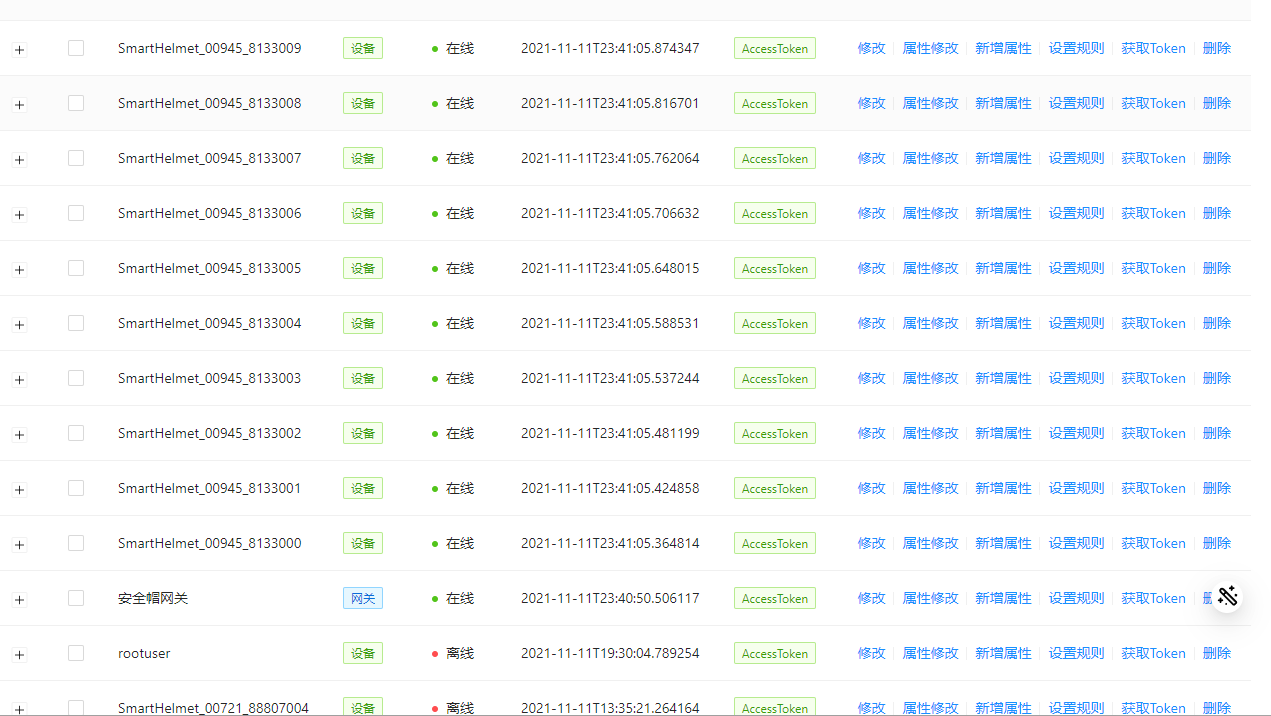 SmartHelmet_00945_8133009 设备 在线 2021-11-11T23:41:05.874347 AccessToken 修改 属性修改 新增属性 设置规则 获取Token 删除
SmartHelmet_00945_8133008 设备 在线 2021-11-11T23:41:05.816701 AccessToken 修改 属性修改 新增属性 设置规则 获取Token 删除
SmartHelmet_00945_8133007 设备 在线 2021-11-11T23:41:05.762064 AccessToken 修改 属性修改 新增属性 设置规则 获取Token 删除
SmartHelmet_00945_8133006 设备 在线 2021-11-11T23:41:05.706632 AccessToken 修改 属性修改 新增属性 设置规则 获取Token 删除
SmartHelmet_00945_8133005 设备 在线 2021-11-11T23:41:05.648015 AccessToken 修改 属性修改 新增属性 设置规则 获取Token 删除
SmartHelmet_00945_8133004 设备 在线 2021-11-11T23:41:05.588531 AccessToken 修改 属性修改 新增属性 设置规则 获取Token 删除
SmartHelmet_00945_8133003 设备 在线 2021-11-11T23:41:05.537244 AccessToken 修改 属性修改 新增属性 设置规则 获取Token 删除
SmartHelmet_00945_8133002 设备 在线 2021-11-11T23:41:05.481199 AccessToken 修改 属性修改 新增属性 设置规则 获取Token 删除
SmartHelmet_00945_8133001 设备 在线 2021-11-11T23:41:05.424858 AccessToken 修改 属性修改 新增属性 设置规则 获取Token 删除
SmartHelmet_00945_8133000 设备 在线 2021-11-11T23:41:05.364814 AccessToken 修改 属性修改 新增属性 设置规则 获取Token 删除
安全帽网关 网关 在线 2021-11-11T23:40:50.506117 AccessToken 修改 属性修改 新增属性 设置规则 获取Token
rootuser 设备 离线 2021-11-11T19:30:04.789254 AccessToken 修改 属性修改 新增属性 设置规则 获取Token 删除
SmartHelmet_00721_88807004 设备 离线 2021-11-11T13:35:21.264164 AccessToken 修改 属性修改 新增属性 设置规则 获取Token 删除